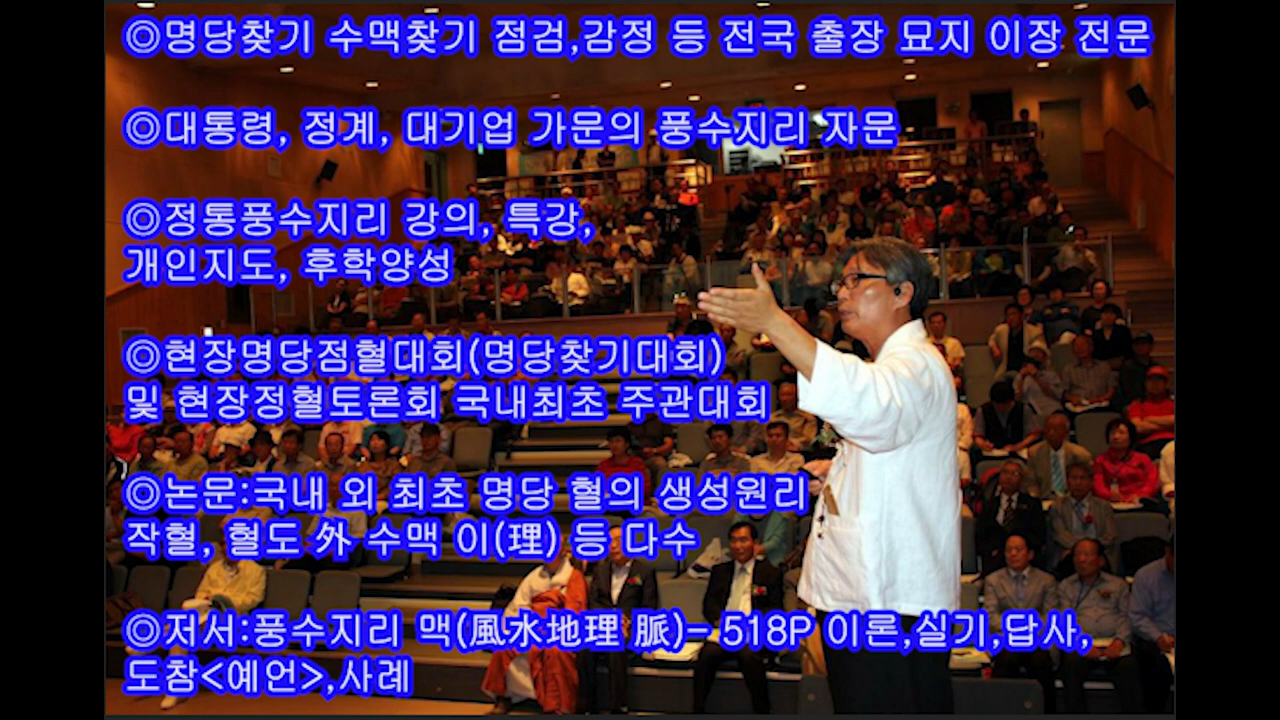 ◎명당찾기 수맥찾기 점검,감정 등 전국 출장 묘지 이장 전문
◎대통령, 정계, 대기업 가문의 풍수지리 자문
◎정통풍수지리 강의, 특강,
개인지도, 후학양성
◎현장명당점혈대회(명당찾기대회)
및 현장정혈토론회 국내최초 주관대회
◎논문:국내 외 최초 명당 혈의 생성원리
작혈, 혈도 外 수맥 이(理) 등 다수
◎저서:풍수지리 맥(風水地理 脈)- 518P 이론,실기,답사,
도참<예언>,사례